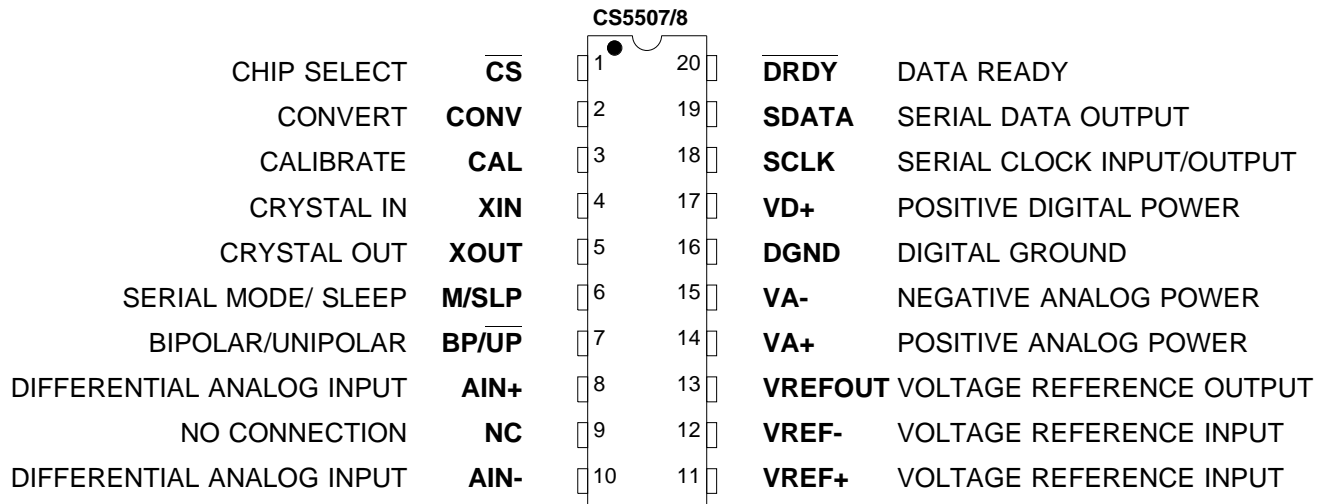 CS5507/8
CHIP SELECT CS 1 20 DRDY DATA READY
CONVERT CONV 2 19 SDATA SERIAL DATA OUTPUT
CALIBRATE CAL 3 18 SCLK SERIAL CLOCK INPUT/OUTPUT
CRYSTAL IN XIN 4 17 VD+ POSITIVE DIGITAL POWER
CRYSTAL OUT XOUT 5 16 DGND DIGITAL GROUND
SERIAL MODE/ SLEEP M/SLP 6 15 VA- NEGATIVE ANALOG POWER
BIPOLAR/UNIPOLAR BP/UP 7 14 VA+ POSITIVE ANALOG POWER
DIFFERENTIAL ANALOG INPUT AIN+ 8 13 VREFOUT VOLTAGE REFERENCE OUTPUT
NO CONNECTION NC 9 12 VREF- VOLTAGE REFERENCE INPUT
DIFFERENTIAL ANALOG INPUT AIN- 10 11 VREF+ VOLTAGE REFERENCE INPUT